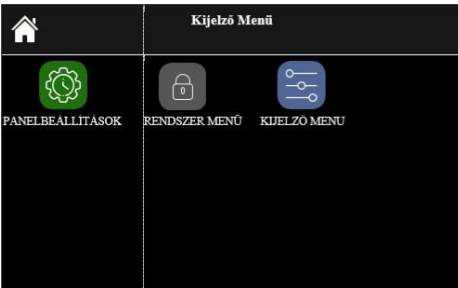 Kijelző Menü
PANELBEÁLLÍTÁSOK
RENDSZER MENÜ
KIJELZŐ MENU